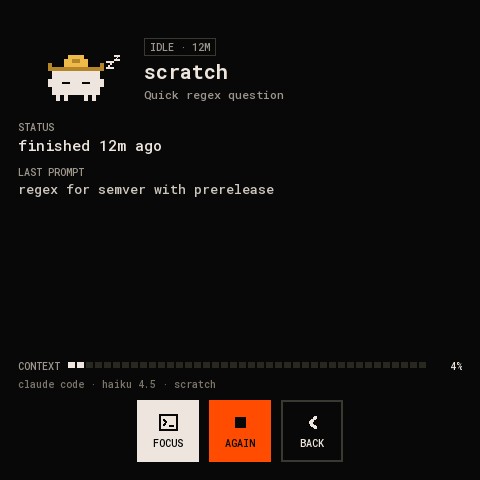 IDLE · 12M
scratch
Quick regex question
STATUS
finished 12m ago
LAST PROMPT
regex for semver with prerelease
CONTEXT 4%
claude code · haiku 4.5 · scratch
FOCUS AGAIN BACK